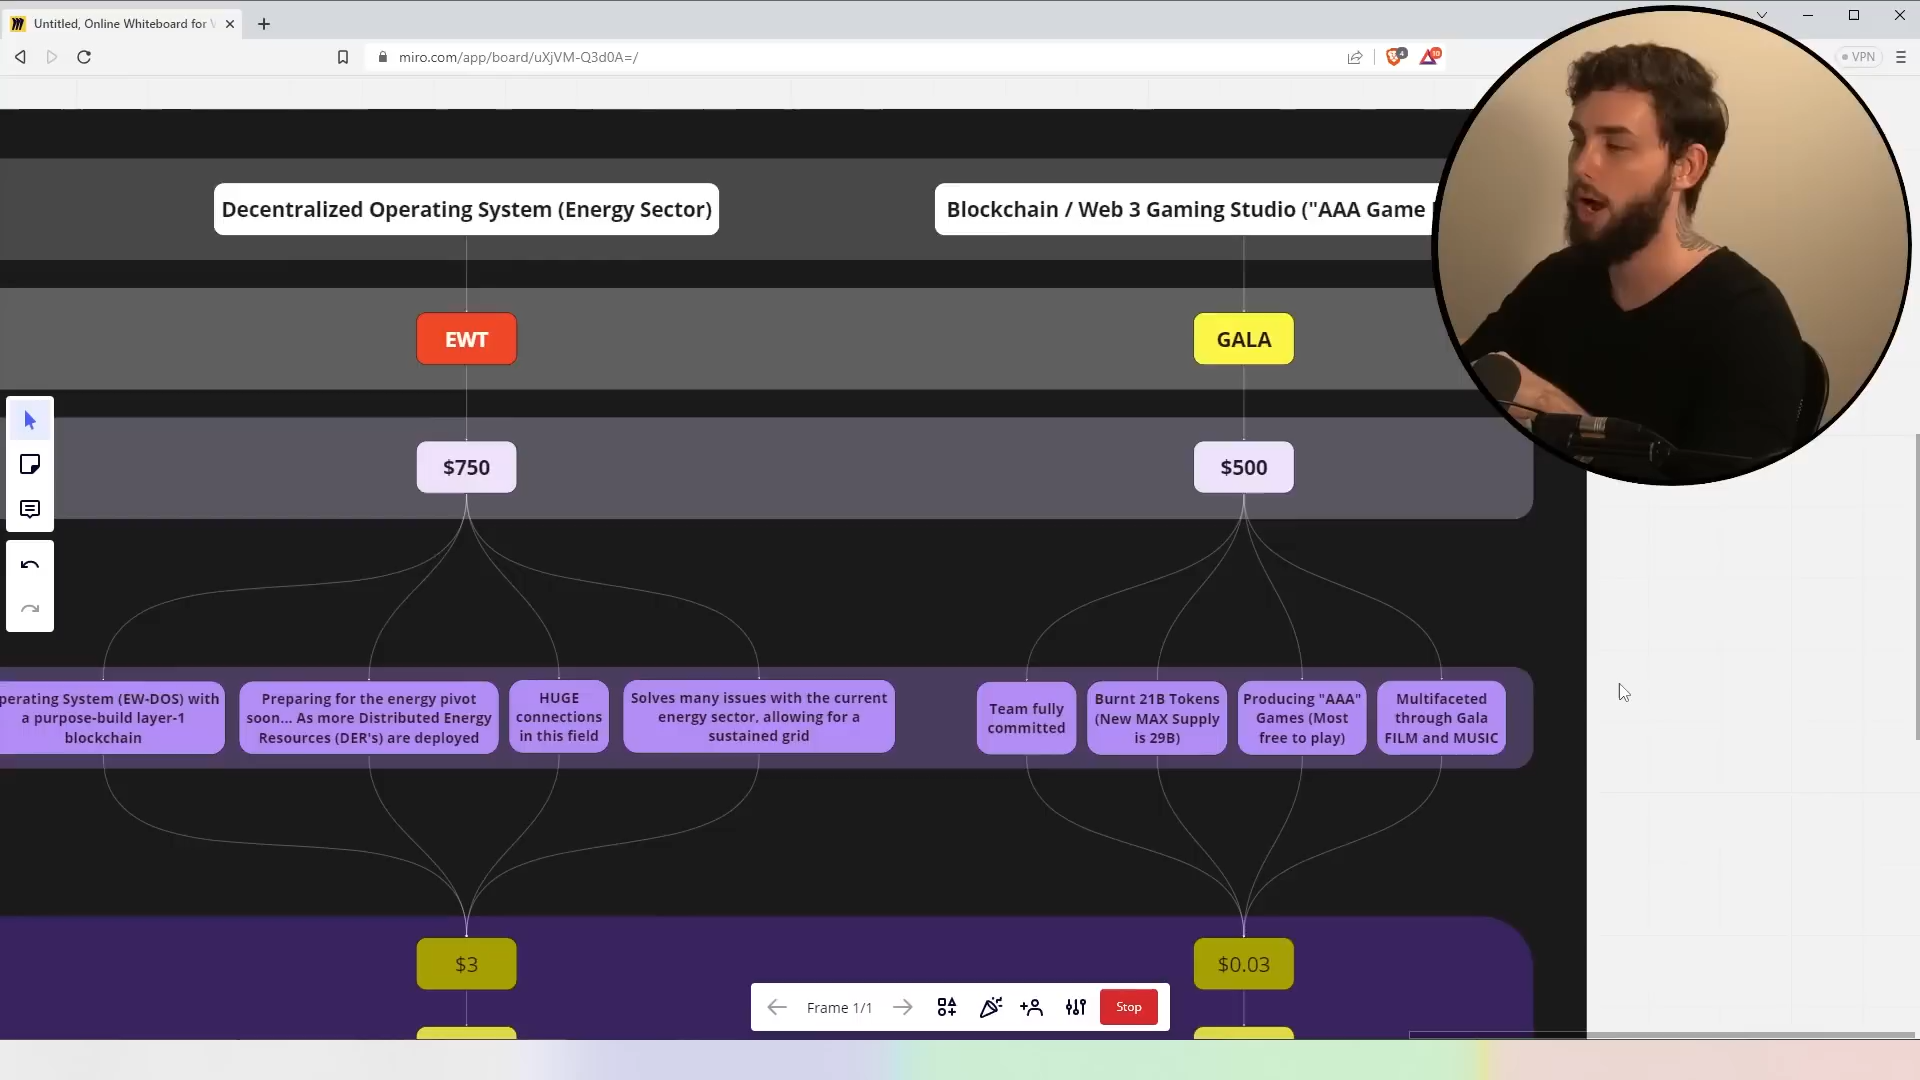 Untitled, Online Whiteboard for
miro.com/app/board/uXjVM-Q3d0A=/
4
10
VPN
Decentralized Operating System (Energy Sector)
Blockchain / Web 3 Gaming Studio ("AAA Game
EWT
GALA
$750
$500
perating System (EW-DOS) with
a purpose-build layer-1
blockchain
Preparing for the energy pivot
soon... As more Distributed Energy
Resources (DER's) are deployed
HUGE
connections
in this field
Solves many issues with the current
energy sector, allowing for a
sustained grid
Team fully
committed
Burnt 21B Tokens
(New MAX Supply
is 29B)
Producing "AAA"
Games (Most
free to play)
Multifaceted
through Gala
FILM and MUSIC
$3
$0.03
Frame 1/1
Stop